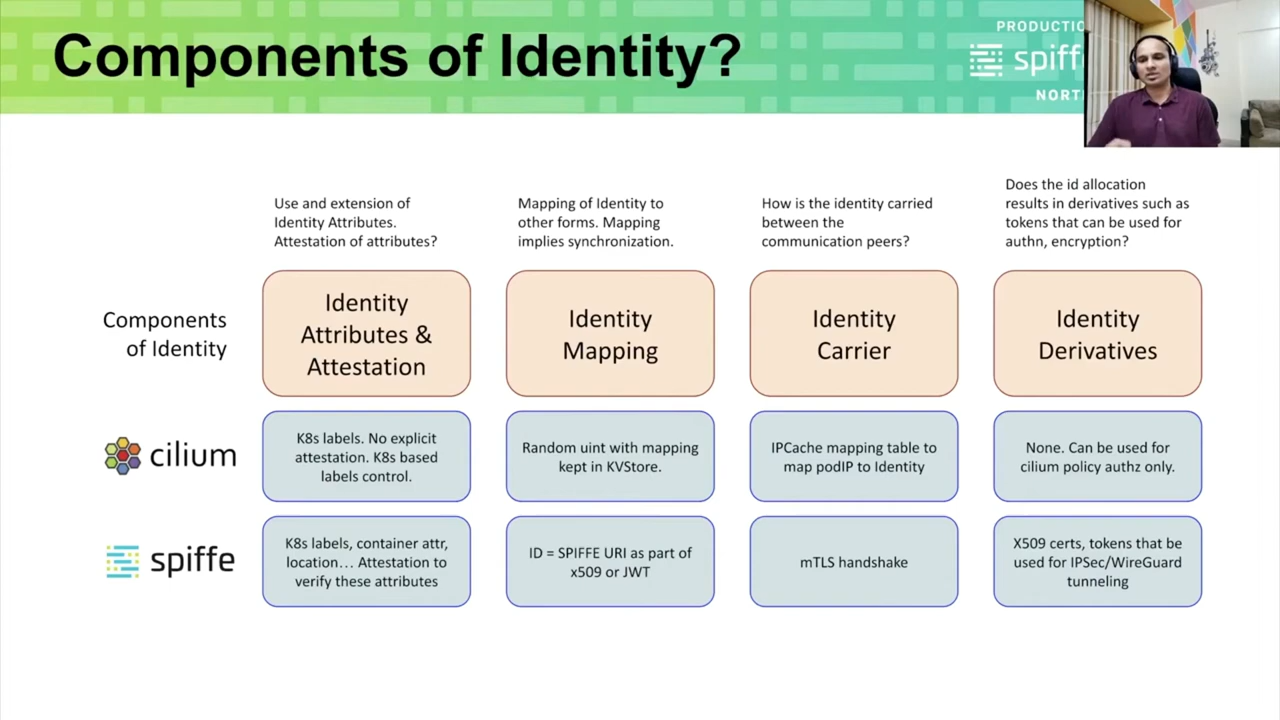 Components of Identity?
PRODUCTIO
spiffe
NORT
Use and extension of
Identity Attributes.
Attestation of attributes?
Mapping of Identity to
other forms. Mapping
implies synchronization.
How is the identity carried
between the
communication peers?
Does the id allocation
results in derivatives such as
tokens that can be used for
authn, encryption?
Components
of Identity
Identity
Attributes &
Attestation
Identity
Mapping
Identity
Carrier
Identity
Derivatives
cilium
K8s labels. No explicit
attestation. K8s based
labels control.
Random uint with mapping
kept in KVStore.
IPCache mapping table to
map podIP to Identity
None. Can be used for
cilium policy authz only.
spiffe
K8s labels, container attr,
location... Attestation to
verify these attributes
ID = SPIFFE URI as part of
x509 or JWT
mTLS handshake
X509 certs, tokens that be
used for IPSec/WireGuard
tunneling